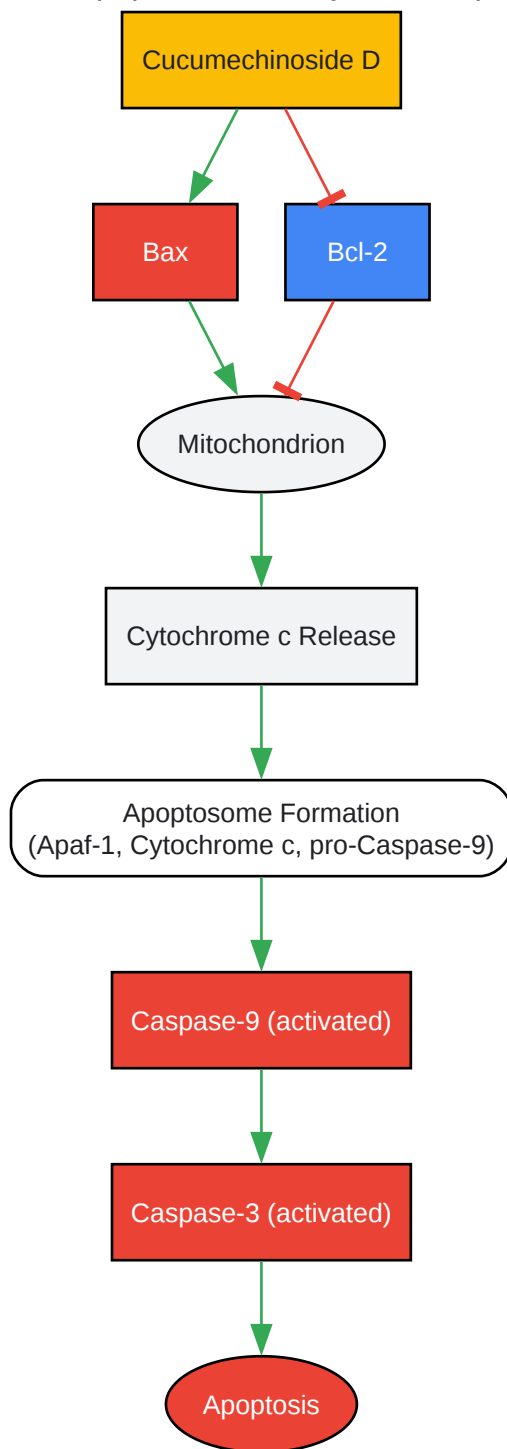 Cucumechinoside D
Bax
Bcl-2
Mitochondrion
Cytochrome c Release
Apoptosome Formation
(Apaf-1, Cytochrome c, pro-Caspase-9)
Caspase-9 (activated)
Caspase-3 (activated)
Apoptosis